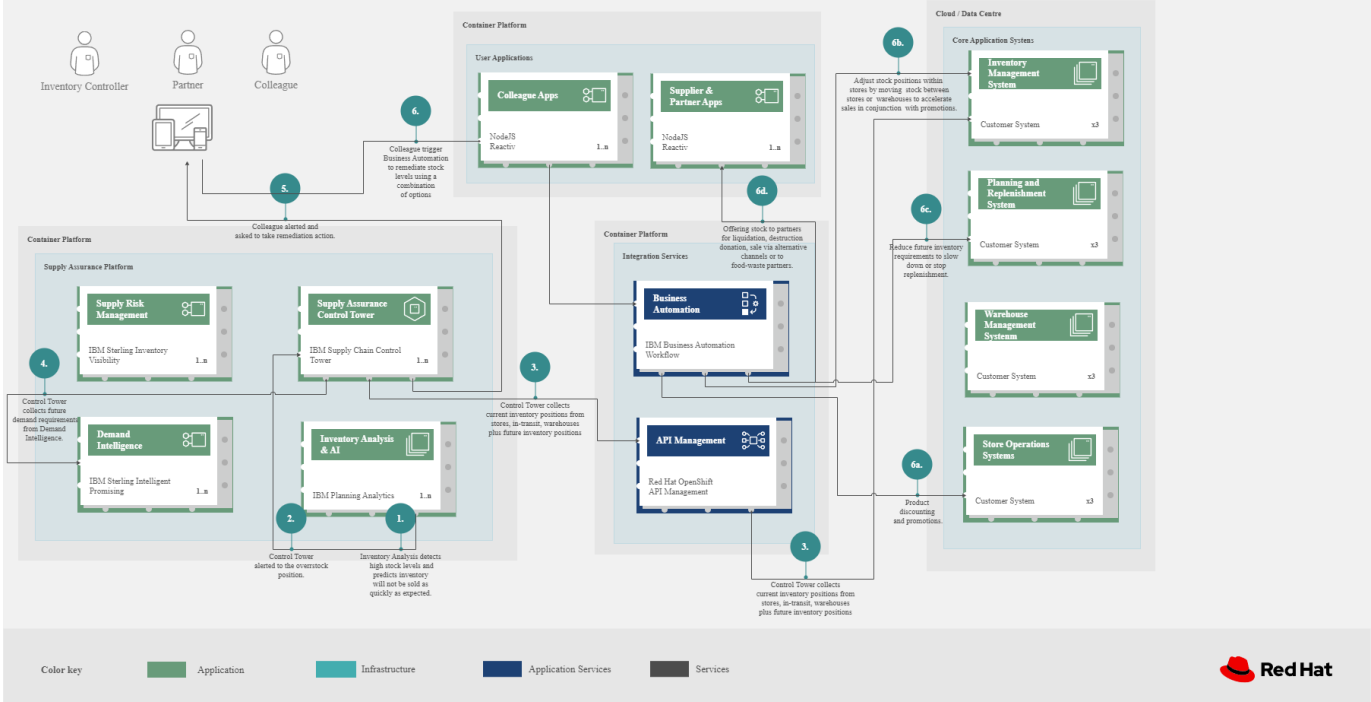 Inventory Controller
Partner
Colleague
Container Platform
User Applications
Colleague Apps
NodeJS
Reactiv
1..n
Supplier &
Partner Apps
NodeJS
Reactiv
1..n
Cloud / Data Centre
Core Application Systens
Inventory
Management
System
Customer System
x3
Planning and
Replenishment
System
Customer System
x3
Warehouse
Management
Systenm
Customer System
x3
Store Operations
Systems
Customer System
x3
6b.
Adjust stock positions within
stores by moving stock between
stores or warehouses to accelerate
sales in conjunction with promotions.
6.
Colleague trigger
Business Automation
to remediate stock
levels using a
combination
of options
5.
Colleague alerted and
asked to take remediation action.
6d.
Offering stock to partners
for liquidation, destruction
donation, sale via alternative
channels or to
food-waste partners.
6c.
Reduce future inventory
requirements to slow
down or stop
replenishment.
Container Platform
Supply Assurance Platform
Supply Risk
Management
IBM Sterling Inventory
Visibility
1..n
Supply Assurance
Control Tower
IBM Supply Chain Control
Tower
1..n
Demand
Intelligence
IBM Sterling Intelligent
Promising
1..n
Inventory Analysis
& AI
IBM Planning Analytics
1..n
4.
Control Tower
collects future
demand requirements
from Demand
Intelligence.
3.
Control Tower collects
current inventory positions from
stores, in-transit, warehouses
plus future inventory positions
Container Platform
Integration Services
Business
Automation
IBM Business Automation
Workflow
API Management
Red Hat OpenShift
API Management
6a.
Product
discounting
and promotions.
2.
Control Tower
alerted to the overstock
position.
1.
Inventory Analysis detects
high stock levels and
predicts inventory
will not be sold as
quickly as expected.
3.
Control Tower collects
current inventory positions from
stores, in-transit, warehouses
plus future inventory positions
Color key
Application
Infrastructure
Application Services
Services
Red Hat